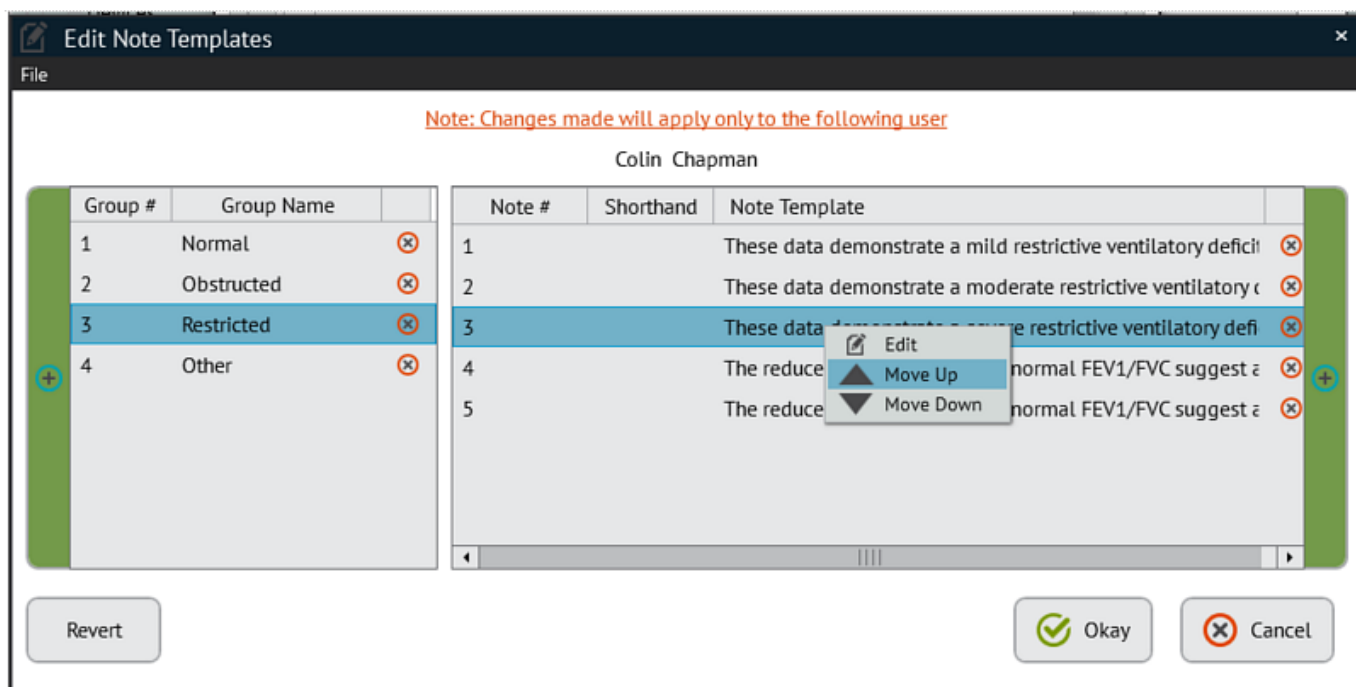 Edit Note Templates
File
Note: Changes made will apply only to the following user
Colin Chapman
Group # Group Name
1 Normal
2 Obstructed
3 Restricted
4 Other
Note # Shorthand Note Template
1 These data demonstrate a mild restrictive ventilatory deficit
2 These data demonstrate a moderate restrictive ventilatory
3 These data demonstrate a severe restrictive ventilatory defi
4 The reduce normal FEV1/FVC suggest a
5 The reduce normal FEV1/FVC suggest a
Edit
Move Up
Move Down
Revert
Okay
Cancel